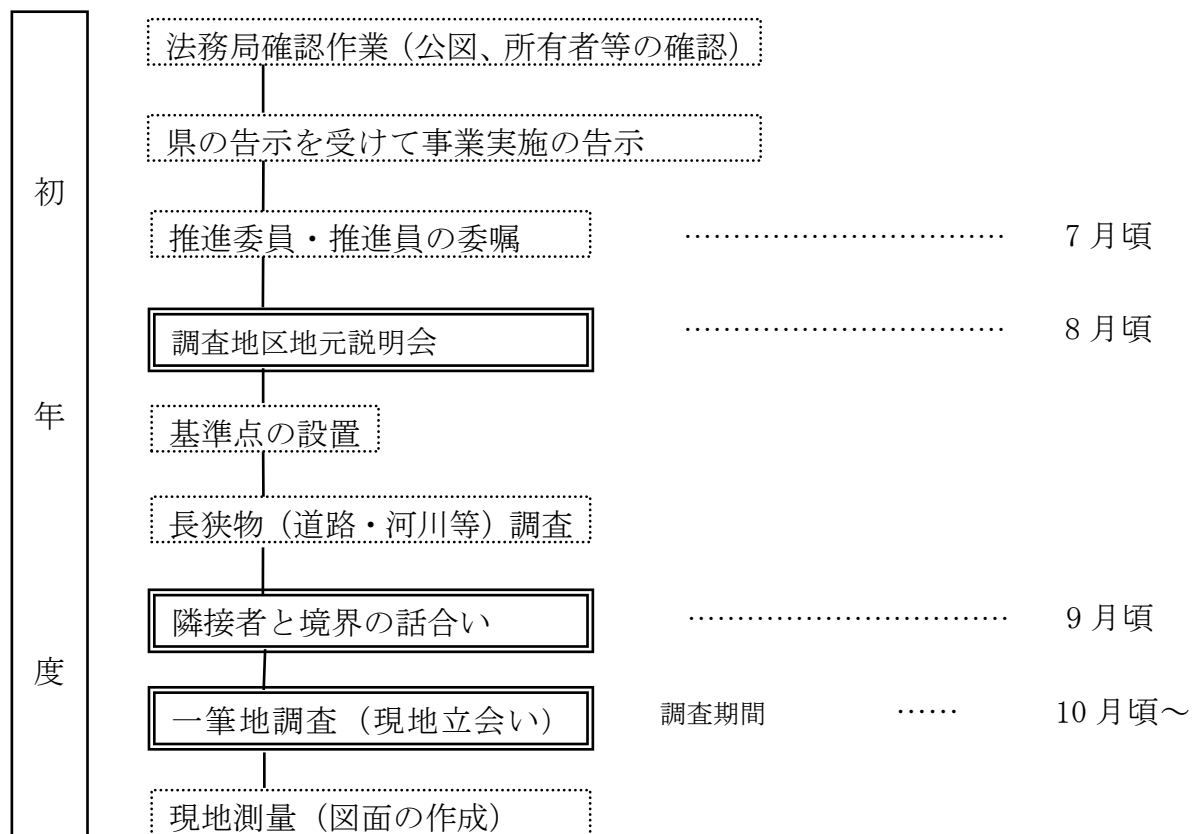 初年度
法務局確認作業（公図、所有者等の確認）
県の告示を受けて事業実施の告示
推進委員・推進員の委嘱 ………………………… 7月頃
調査地区地元説明会 ………………………… 8月頃
基準点の設置
長狭物（道路・河川等）調査
隣接者と境界の話合い ………………………… 9月頃
一筆地調査（現地立会い） 調査期間 …… 10月頃～
現地測量（図面の作成）